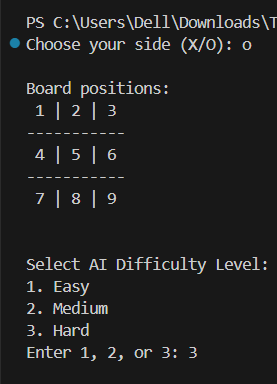 PS C:\Users\Dell\Downloads\T
Choose your side (X/O): o
Board positions:
1 | 2 | 3
-----------
4 | 5 | 6
-----------
7 | 8 | 9
Select AI Difficulty Level:
1. Easy
2. Medium
3. Hard
Enter 1, 2, or 3: 3